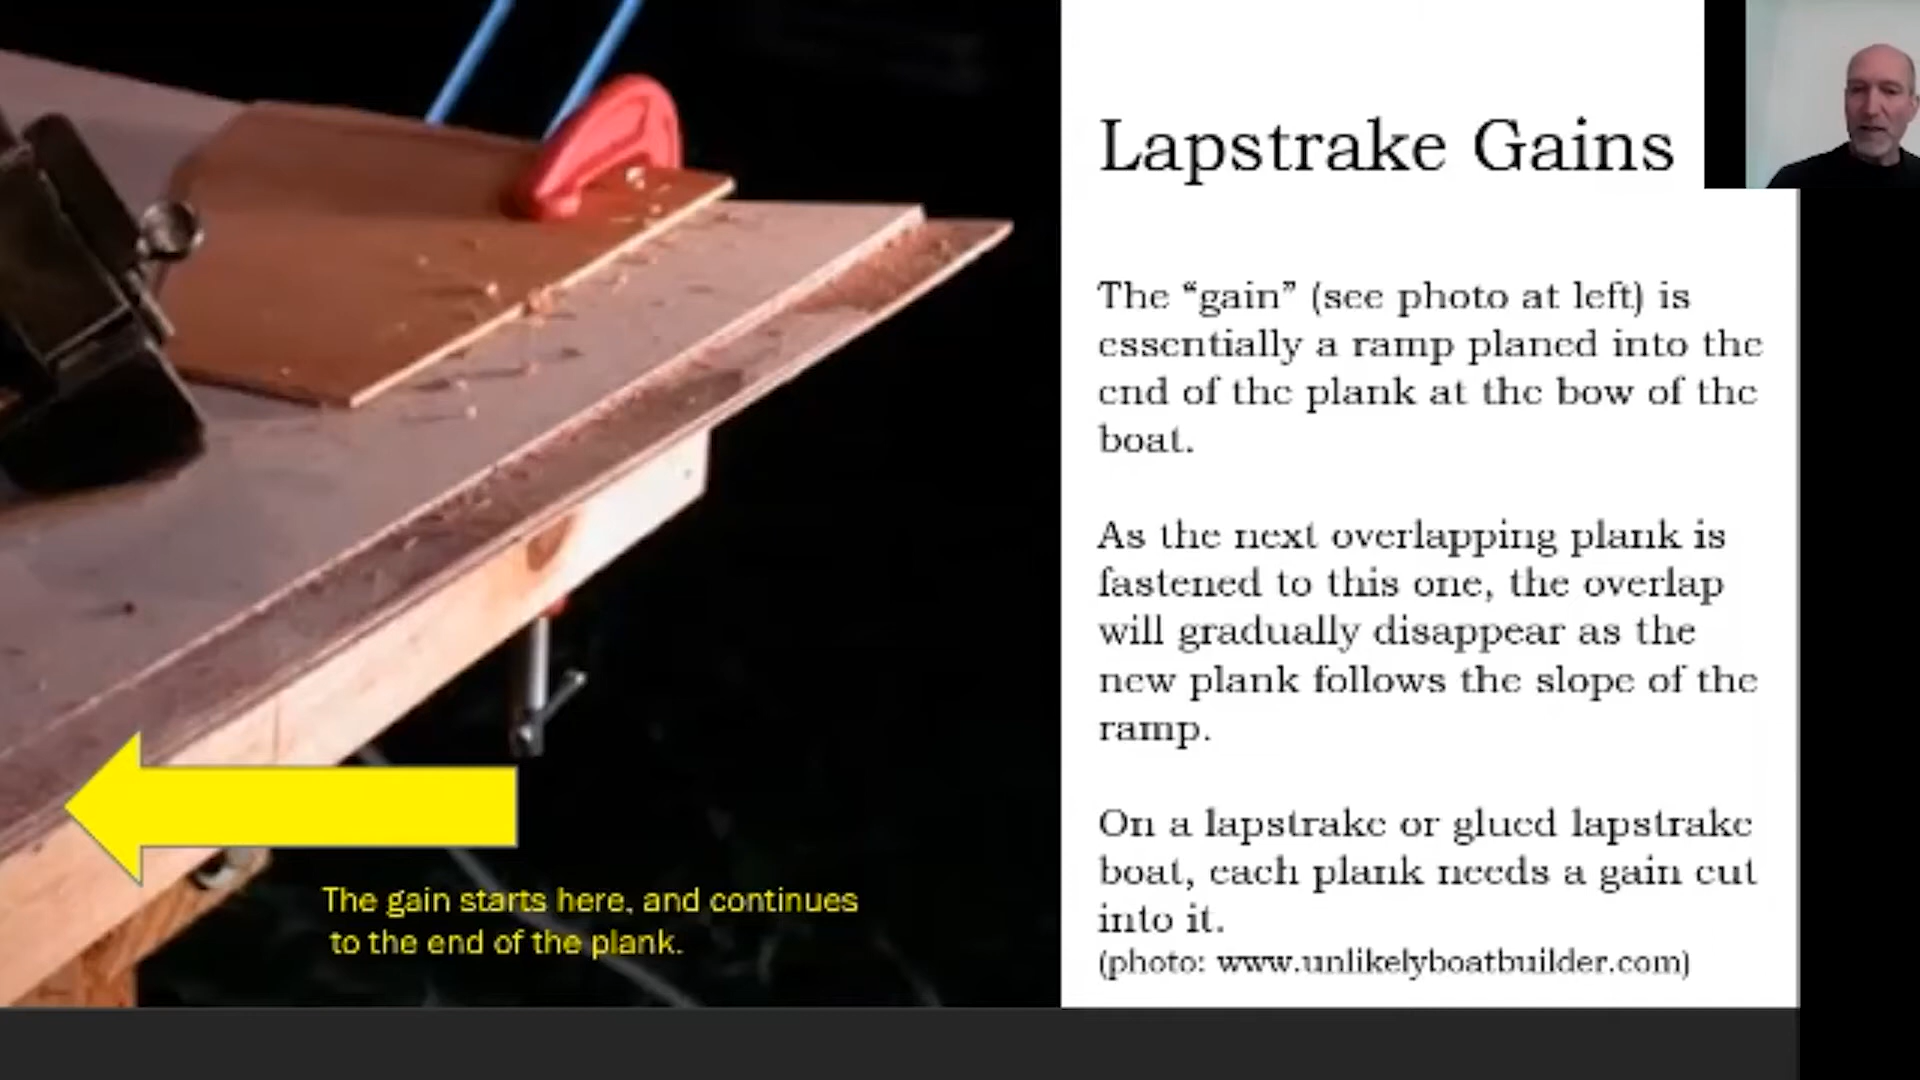 Lapstrake Gains
The “gain” (see photo at left) is
essentially a ramp planed into the
end of the plank at the bow of the
boat.
As the next overlapping plank is
fastened to this one, the overlap
will gradually disappear as the
new plank follows the slope of the
ramp.
On a lapstrake or glued lapstrake
boat, each plank needs a gain cut
into it.
(photo: www.unlikelyboatbuilder.com)
The gain starts here, and continues
to the end of the plank.